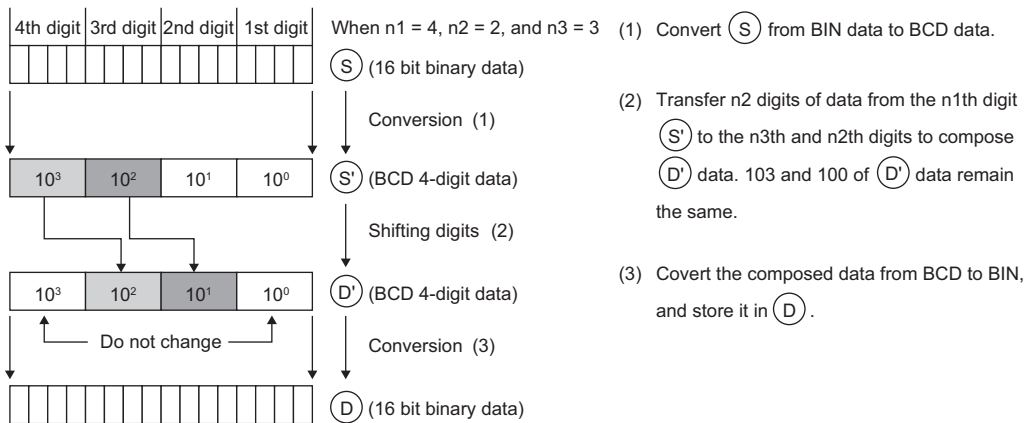 4th digit 3rd digit 2nd digit 1st digit
When n1 = 4, n2 = 2, and n3 = 3
S (16 bit binary data)
Conversion (1)
10³ 10² 10¹ 10⁰
S' (BCD 4-digit data)
Shifting digits (2)
10³ 10² 10¹ 10⁰
D' (BCD 4-digit data)
Do not change
Conversion (3)
D (16 bit binary data)
(1) Convert S from BIN data to BCD data.
(2) Transfer n2 digits of data from the n1th digit
S' to the n3th and n2th digits to compose
D' data. 103 and 100 of D' data remain
the same.
(3) Covert the composed data from BCD to BIN,
and store it in D .